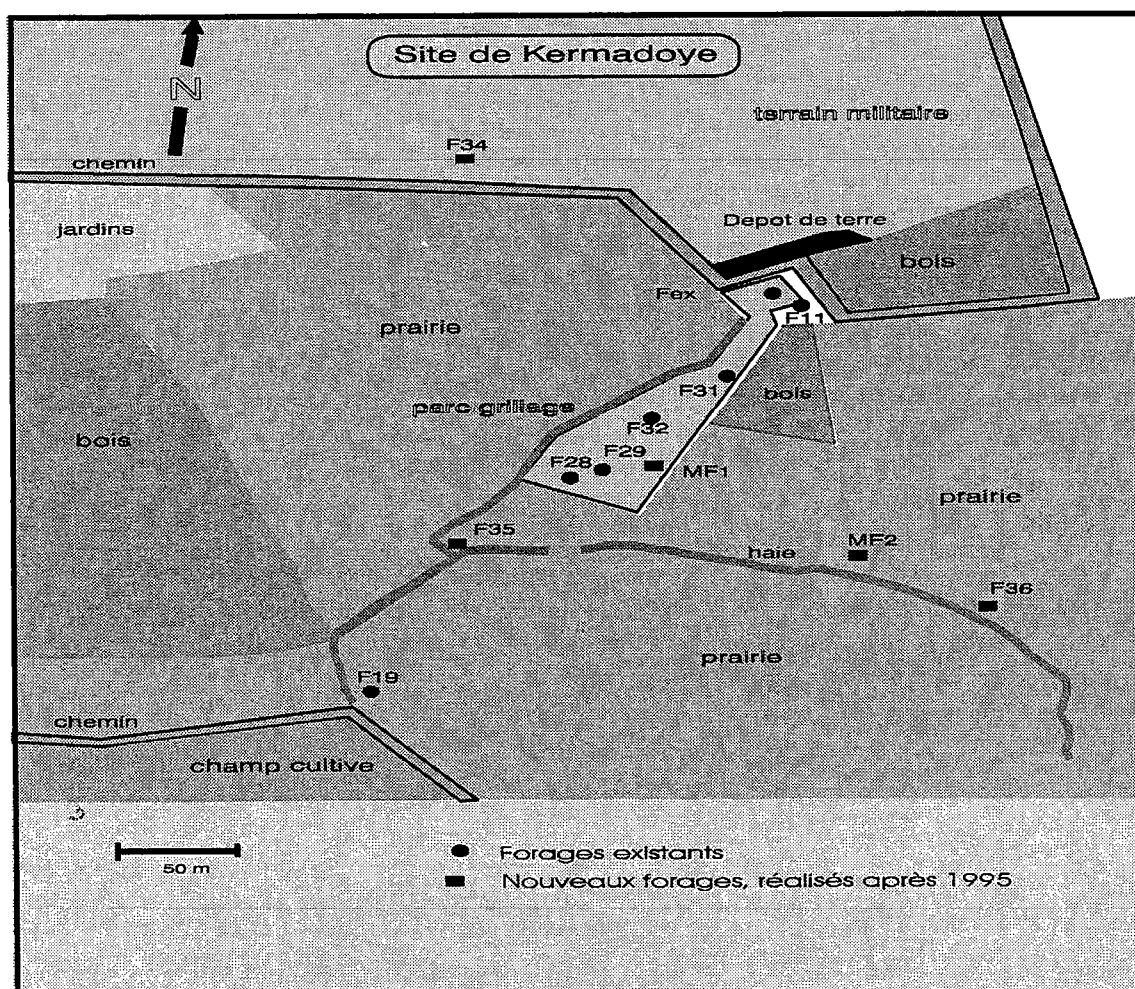 Site de Kermadoye
N
terrain militaire
F34
chemin
jardins
Depot de terre
bois
Fex
F11
prairie
F31
bois
parc grillage
F32
bois
F29
F28
MF1
prairie
F35
haie
MF2
F36
prairie
F19
chemin
champ cultive
50 m
Forages existants
Nouveaux forages, réalisés après 1995